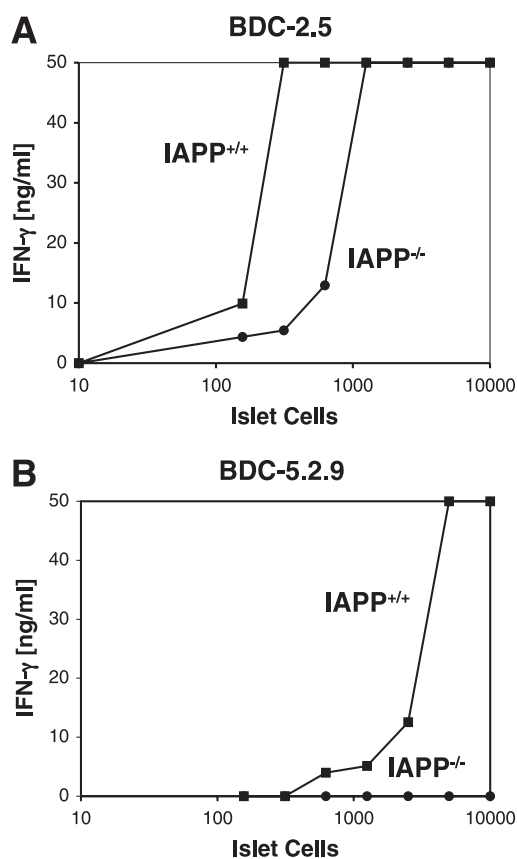 A
BDC-2.5
50
40
30
20
10
0
IFN-γ [ng/ml]
IAPP+/+
IAPP-/-
10
100
1000
10000
Islet Cells
B
BDC-5.2.9
50
40
30
20
10
0
IFN-γ [ng/ml]
IAPP+/+
IAPP-/-
10
100
1000
10000
Islet Cells